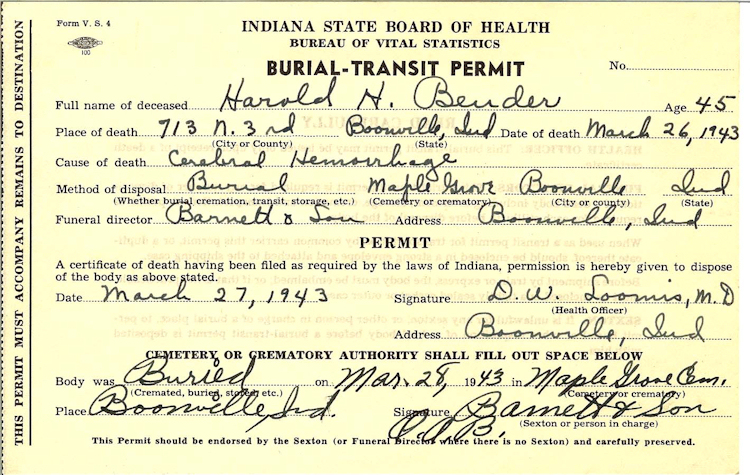 Form V. S. 4
INDIANA STATE BOARD OF HEALTH
BUREAU OF VITAL STATISTICS
100
BURIAL-TRANSIT PERMIT No.
Full name of deceased Harold H. Bender Age 45
Place of death 713 N. 3rd Boonville, Ind Date of death March 26, 1943
(City or County) (State)
Cause of death Cerebral Hemorrhage
Method of disposal Burial Maple Grove Boonville Ind
(Whether burial cremation, transit, storage, etc.) (Cemetery or crematory) (City or county) (State)
Funeral director Barnett & Son Address Boonville, Ind
PERMIT
A certificate of death having been filed as required by the laws of Indiana, permission is hereby given to dispose
of the body as above stated.
Date March 27, 1943 Signature D. W. Loomis, M.D
(Health Officer)
Address Boonville, Ind
CEMETERY OR CREMATORY AUTHORITY SHALL FILL OUT SPACE BELOW
Body was Buried on Mar. 28, 1943 in Maple Grove Cem.
(Cremated, buried, stored, etc.) (Cemetery or crematory)
Place Boonville, Ind. Signature Barnett & Son
(Sexton or person in charge)
This Permit should be endorsed by the Sexton (or Funeral Director where there is no Sexton) and carefully preserved.
THIS PERMIT MUST ACCOMPANY REMAINS TO DESTINATION